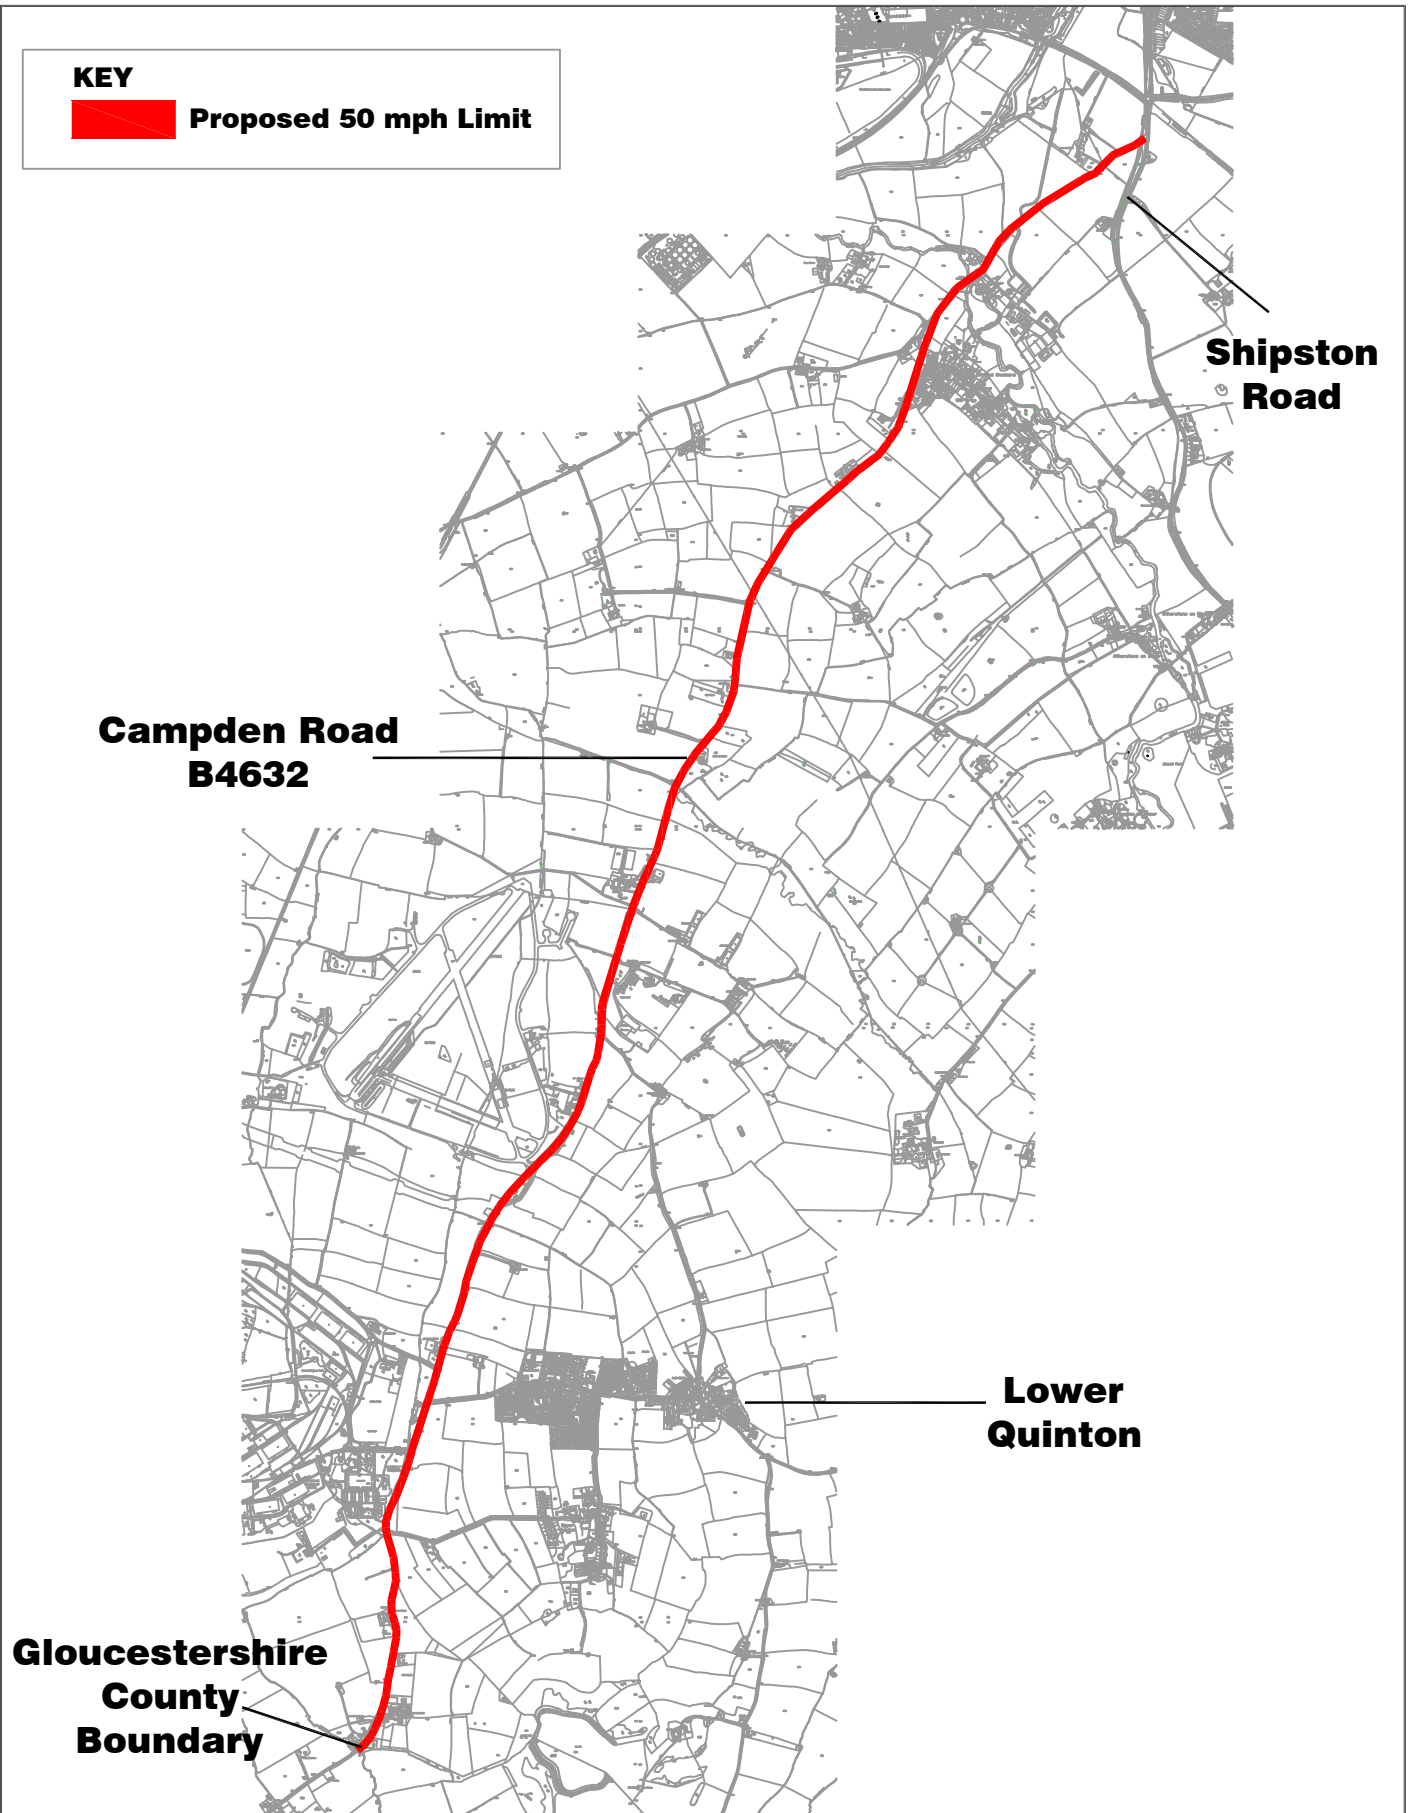 KEY
Proposed 50 mph Limit
Shipston
Road
Campden Road
B4632
Lower
Quinton
Gloucestershire
County
Boundary